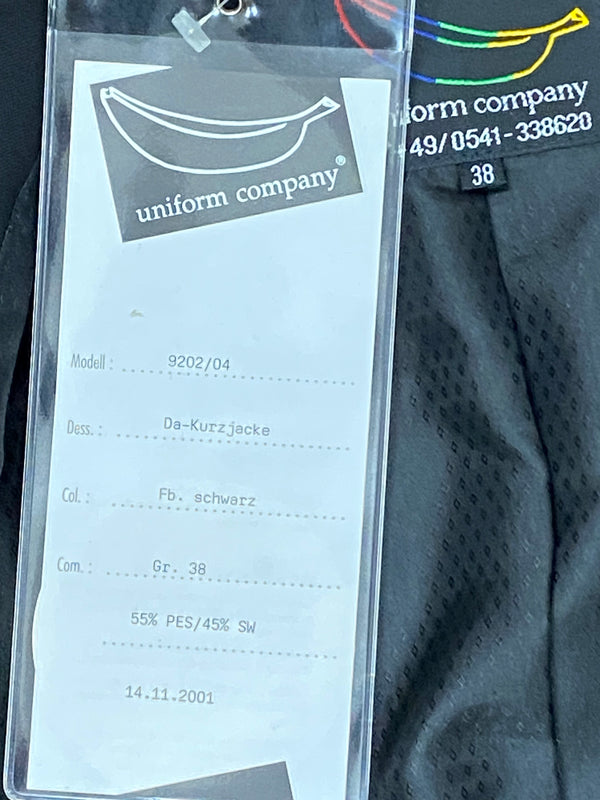 uniform company®
Modell : 9202/04
Dess. : Da-Kurzjacke
Col. : Fb. schwarz
Com. : Gr. 38
55% PES/45% SW
14.11.2001
form company
49/0541-338620
38